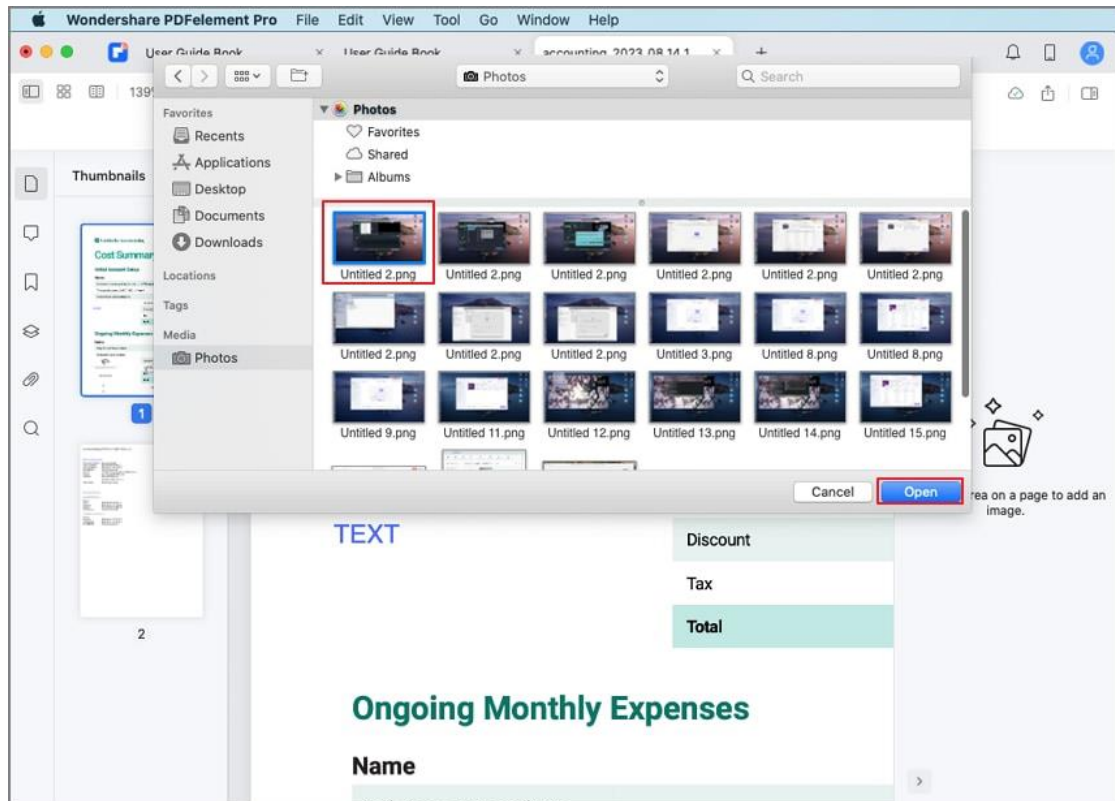 Wondershare PDFelement Pro File Edit View Tool Go Window Help
User Guide Book User Guide Book accounting_2023_08.14.1
139
Photos
Search
Favorites
Recents
Applications
Desktop
Documents
Downloads
Locations
Tags
Media
Photos
Photos
Favorites
Shared
Albums
Untitled 2.png Untitled 2.png Untitled 2.png Untitled 2.png Untitled 2.png Untitled 2.png
Untitled 2.png Untitled 2.png Untitled 2.png Untitled 3.png Untitled 8.png Untitled 8.png
Untitled 9.png Untitled 11.png Untitled 12.png Untitled 13.png Untitled 14.png Untitled 15.png
Cancel Open
Thumbnails
Cost Summar
Ongoing Monthly Expenses
1
2
rea on a page to add an
image.
TEXT
Discount
Tax
Total
Ongoing Monthly Expenses
Name